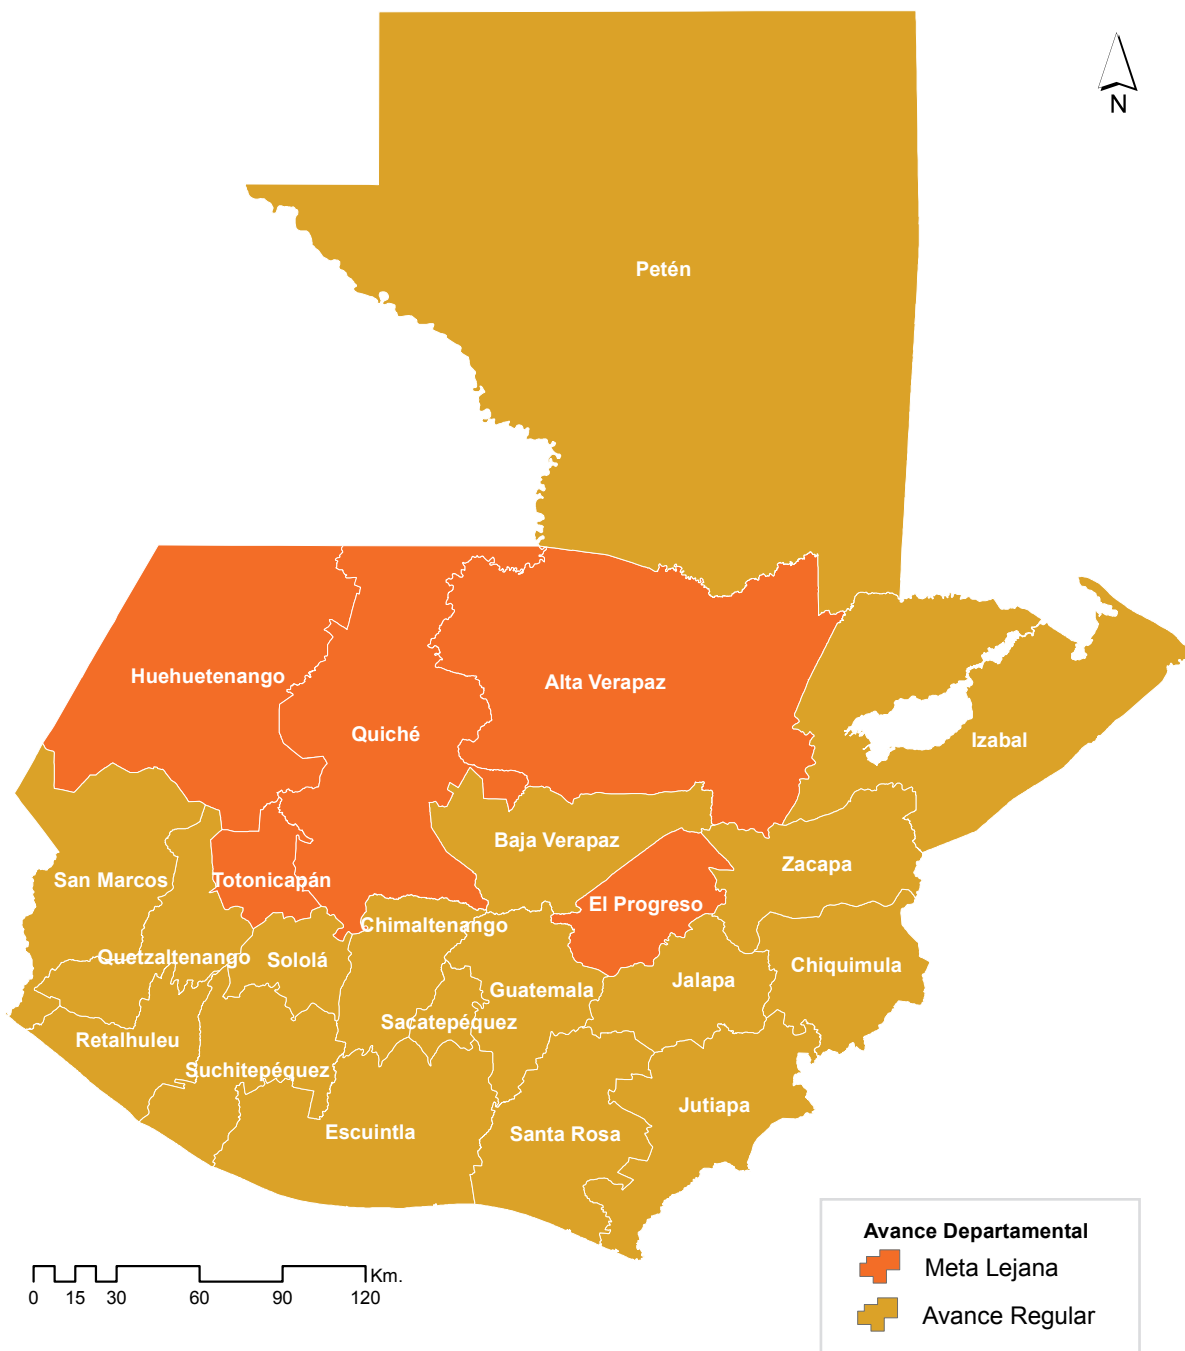 N
Petén
Huehuetenango
Alta Verapaz
Quiché
Izabal
Baja Verapaz
Zacapa
San Marcos
Totonicapán
El Progreso
Chimaltenango
Quetzaltenango
Sololá
Chiquimula
Jalapa
Guatemala
Sacatepéquez
Retalhuleu
Suchitepéquez
Jutiapa
Escuintla
Santa Rosa
Avance Departamental
Meta Lejana
Avance Regular
Km.
0 15 30 60 90 120